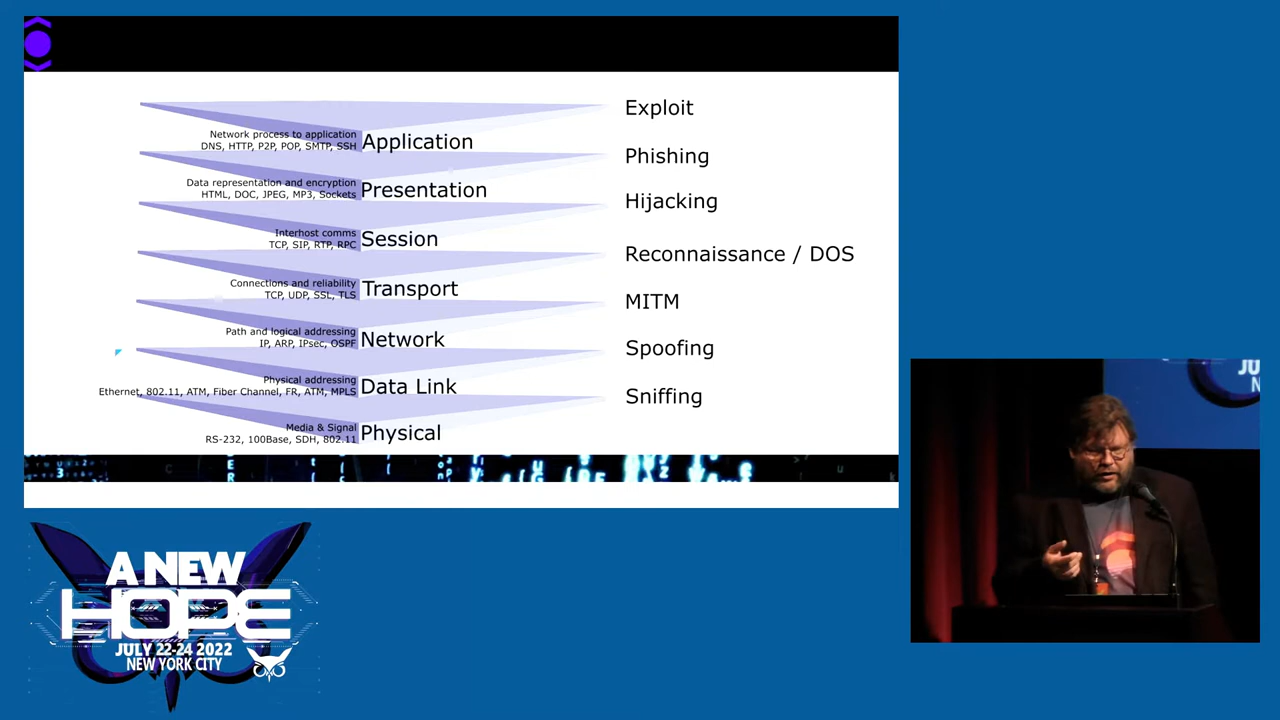 Exploit
Network process to application
DNS, HTTP, P2P, POP, SMTP, SSH
Application
Phishing
Data representation and encryption
HTML, DOC, JPEG, MP3, Sockets
Presentation
Hijacking
Interhost comms
TCP, SIP, RTP, RPC
Session
Reconnaissance / DOS
Connections and reliability
TCP, UDP, SSL, TLS
Transport
MITM
Path and logical addressing
IP, ARP, IPsec, OSPF
Network
Spoofing
Physical addressing
Ethernet, 802.11, ATM, Fiber Channel, FR, ATM, MPLS
Data Link
Sniffing
Media & Signal
RS-232, 100Base, SDH, 802.11
Physical
A NEW
HOPE
JULY 22-24 2022
NEW YORK CITY
JU
N